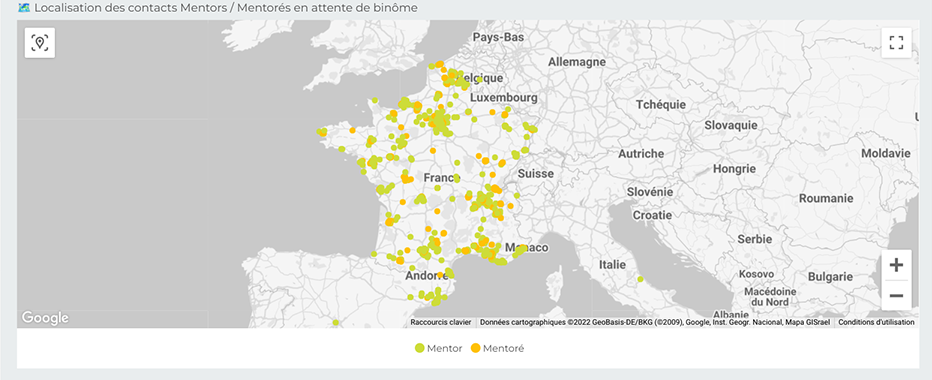 Localisation des contacts Mentors / Mentorés en attente de binôme
Pays-Bas
Allemagne
Belgique
Luxembourg
Tchéquie
Slovaquie
Autriche
Moldavie
Hongrie
France
Suisse
Slovénie
Roumanie
Croatie
Serbie
Monaco
Italie
Andorre
Kosovo
Bulgarie
Macédoine
du Nord
Albanie
Google
Raccourcis clavier
Données cartographiques ©2022 GeoBasis-DE/BKG (©2009), Google, Inst. Geogr. Nacional, Mapa GISrael
Conditions d'utilisation
Mentor
Mentoré